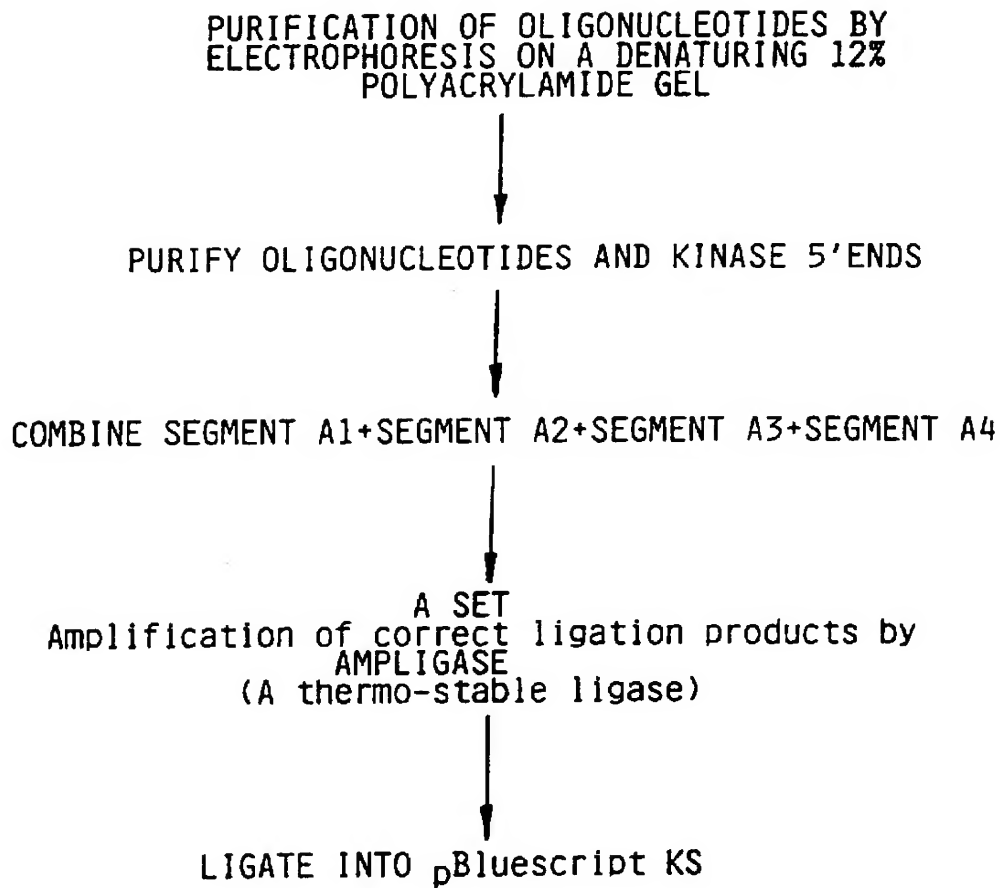 PURIFICATION OF OLIGONUCLEOTIDES BY
ELECTROPHORESIS ON A DENATURING 12%
POLYACRYLAMIDE GEL
PURIFY OLIGONUCLEOTIDES AND KINASE 5'ENDS
COMBINE SEGMENT A1+SEGMENT A2+SEGMENT A3+SEGMENT A4
A SET
Amplification of correct ligation products by
AMPLIGASE
(A thermo-stable ligase)
LIGATE INTO pBluescript KS